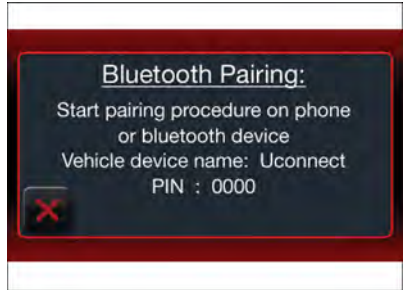 Bluetooth Pairing:
Start pairing procedure on phone
or bluetooth device
Vehicle device name: Uconnect
PIN : 0000